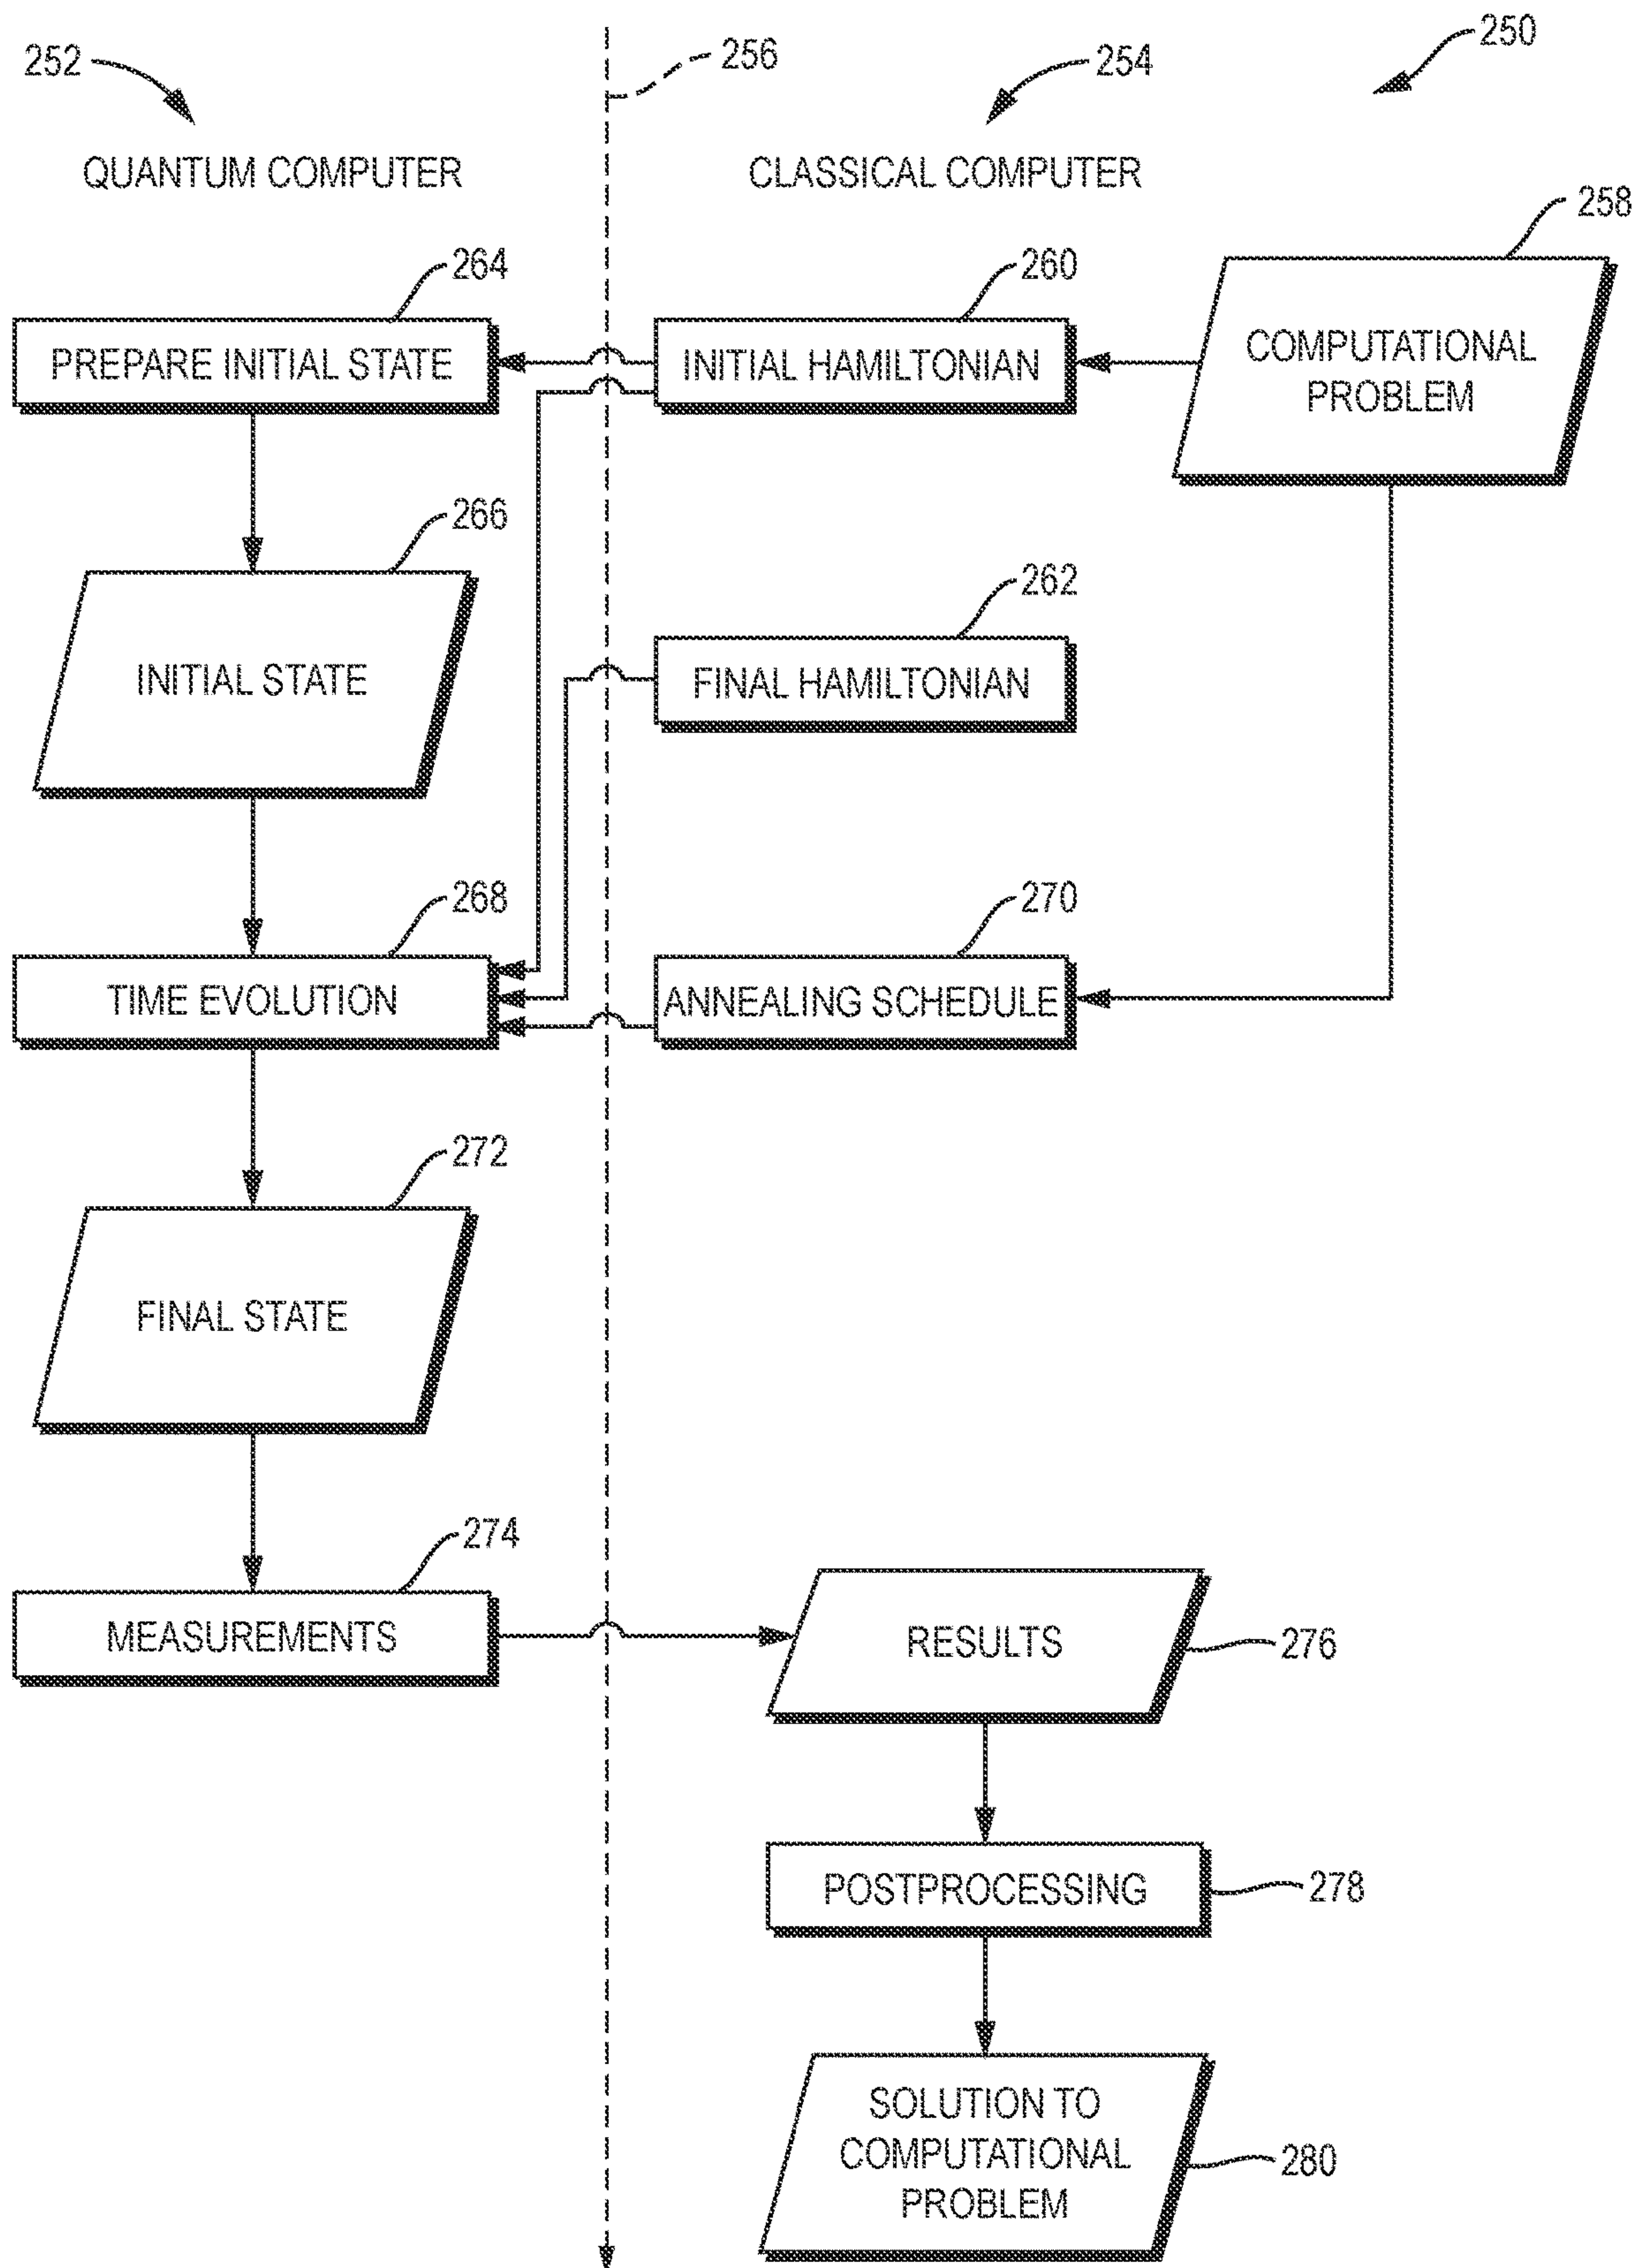 250
252
256
254
QUANTUM COMPUTER
CLASSICAL COMPUTER
258
264
260
PREPARE INITIAL STATE
INITIAL HAMILTONIAN
COMPUTATIONAL
PROBLEM
266
262
INITIAL STATE
FINAL HAMILTONIAN
268
270
TIME EVOLUTION
ANNEALING SCHEDULE
272
FINAL STATE
274
MEASUREMENTS
RESULTS
276
POSTPROCESSING
278
SOLUTION TO
COMPUTATIONAL
PROBLEM
280